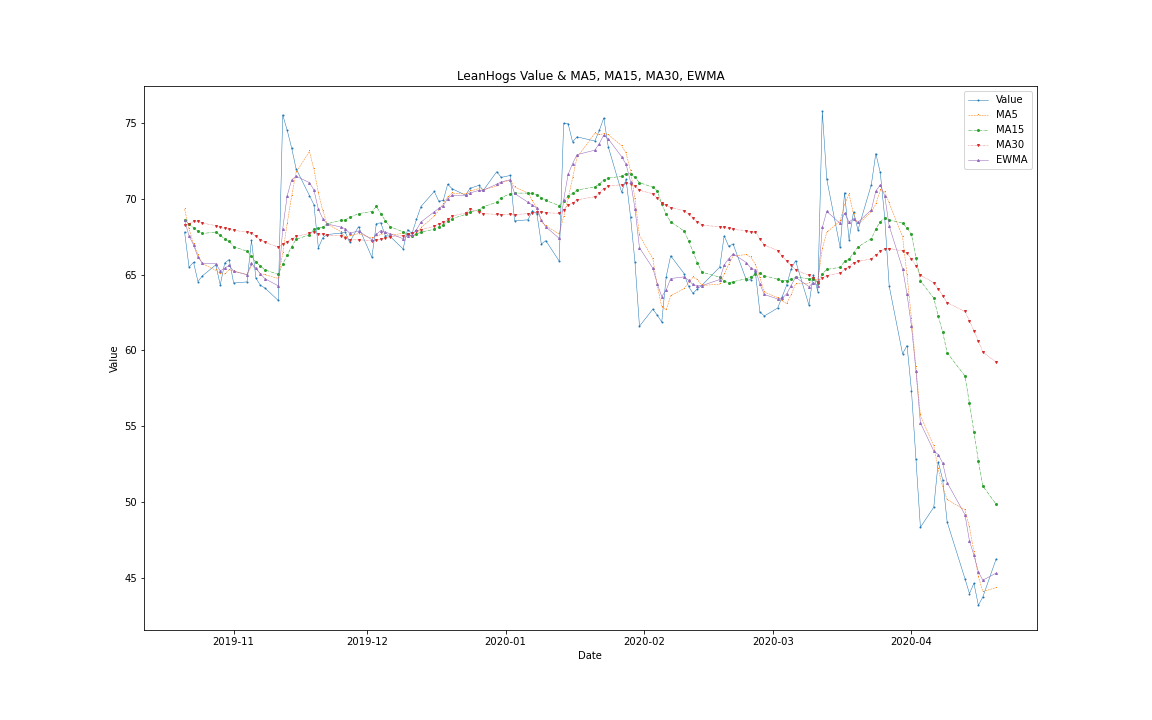 LeanHogs Value & MA5, MA15, MA30, EWMA
Value
MA5
MA15
MA30
EWMA
75
70
65
60
55
50
45
Value
2019-11
2019-12
2020-01
2020-02
2020-03
2020-04
Date